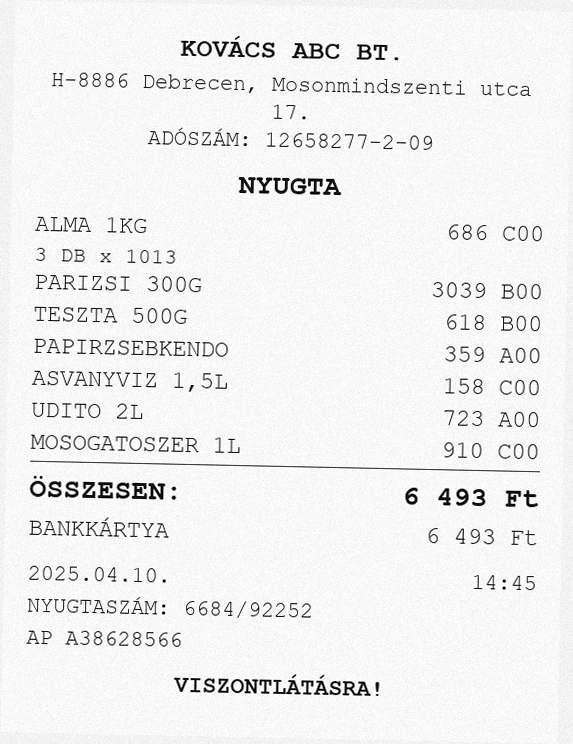 KOVÁCS ABC BT.
H-8886 Debrecen, Mosonmindszenti utca
17.
ADÓSZÁM: 12658277-2-09
NYUGTA
ALMA 1KG 686 C00
3 DB x 1013
PARIZSI 300G 3039 B00
TESZTA 500G 618 B00
PAPIRZSEBKENDO 359 A00
ASVANYVIZ 1,5L 158 C00
UDITO 2L 723 A00
MOSOGATOSZER 1L 910 C00
ÖSSZESEN: 6 493 Ft
BANKKÁRTYA 6 493 Ft
2025.04.10. 14:45
NYUGTASZÁM: 6684/92252
AP A38628566
VISZONTLÁTÁSRA!